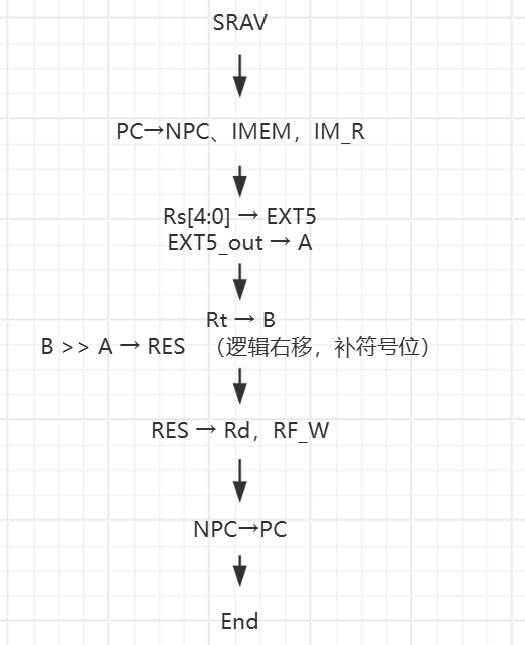 SRAV
PC→NPC、IMEM，IM_R
Rs[4:0] → EXT5
EXT5_out → A
Rt → B
B >> A → RES （逻辑右移，补符号位）
RES → Rd，RF_W
NPC→PC
End